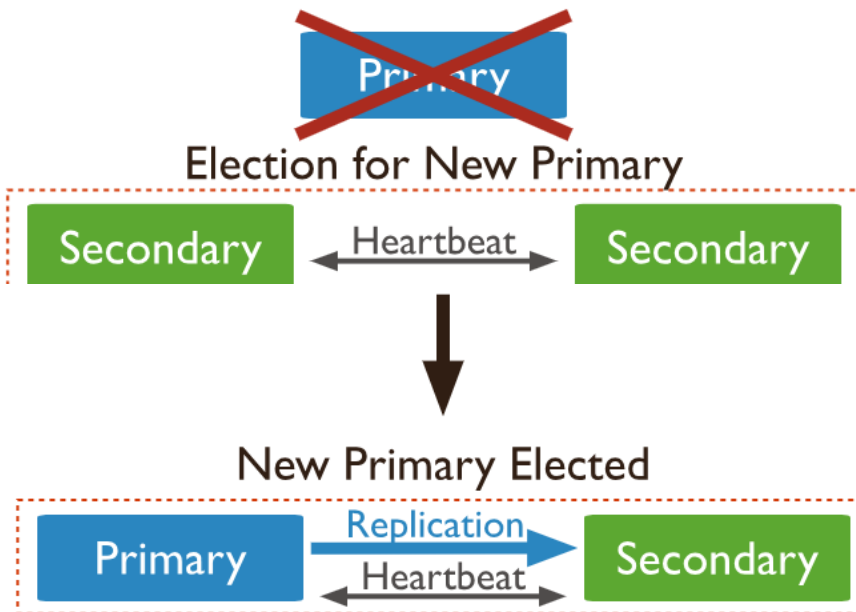 Primary
Election for New Primary
Secondary
Heartbeat
Secondary
New Primary Elected
Primary
Replication
Heartbeat
Secondary